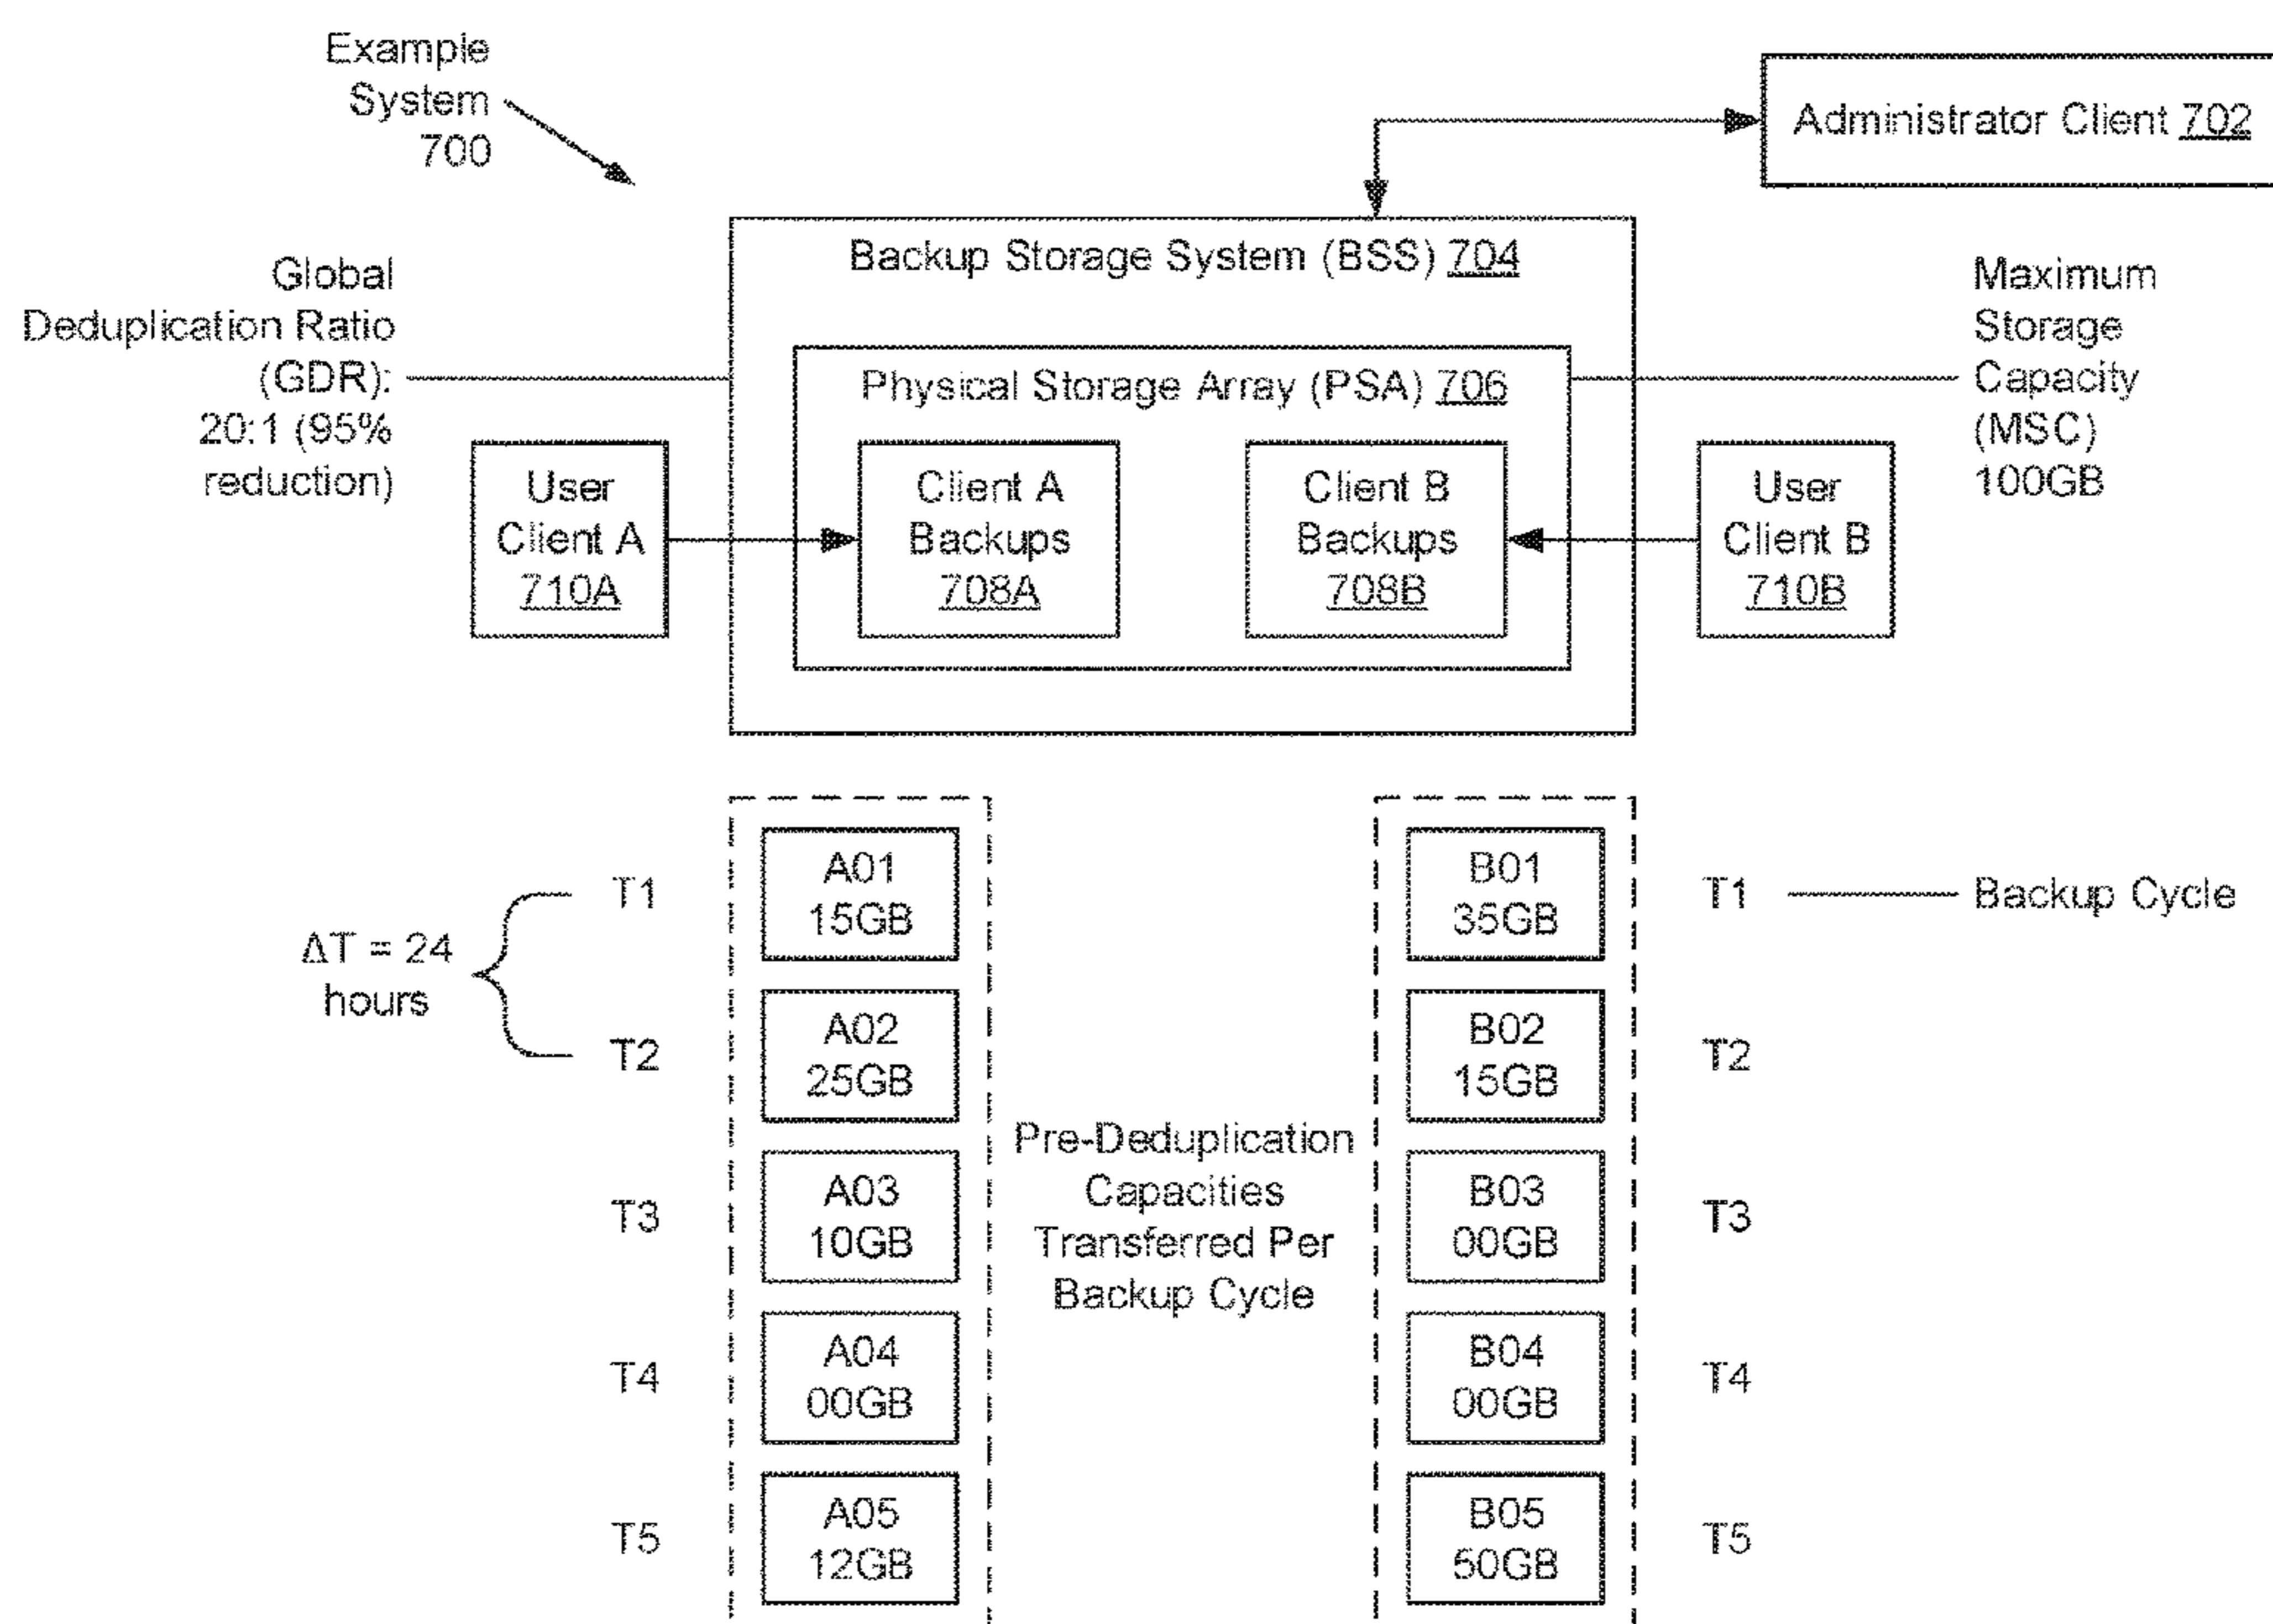 Example
System
700
Administrator Client 702
Backup Storage System (BSS) 704
Global
Deduplication Ratio
(GDR):
20:1 (95%
reduction)
Maximum
Storage
Capacity
(MSC)
100GB
Physical Storage Array (PSA) 706
User
Client A
710A
Client A
Backups
708A
Client B
Backups
708B
User
Client B
710B
T1
A01
15GB
B01
35GB
T1
Backup Cycle
ΔT = 24
hours
T2
A02
25GB
B02
15GB
T2
Pre-Deduplication
Capacities
Transferred Per
Backup Cycle
T3
A03
10GB
B03
00GB
T3
T4
A04
00GB
B04
00GB
T4
T5
A05
12GB
B05
T5